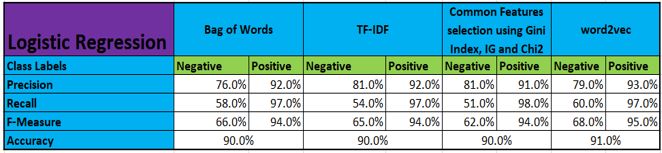 Logistic Regression Bag of Words TF-IDF Common Features selection using Gini Index, IG and Chi2 word2vec
Class Labels Negative Positive Negative Positive Negative Positive Negative Positive
Precision 76.0% 92.0% 81.0% 92.0% 81.0% 91.0% 79.0% 93.0%
Recall 58.0% 97.0% 54.0% 97.0% 51.0% 98.0% 60.0% 97.0%
F-Measure 66.0% 94.0% 65.0% 94.0% 62.0% 94.0% 68.0% 95.0%
Accuracy 90.0% 90.0% 90.0% 91.0%